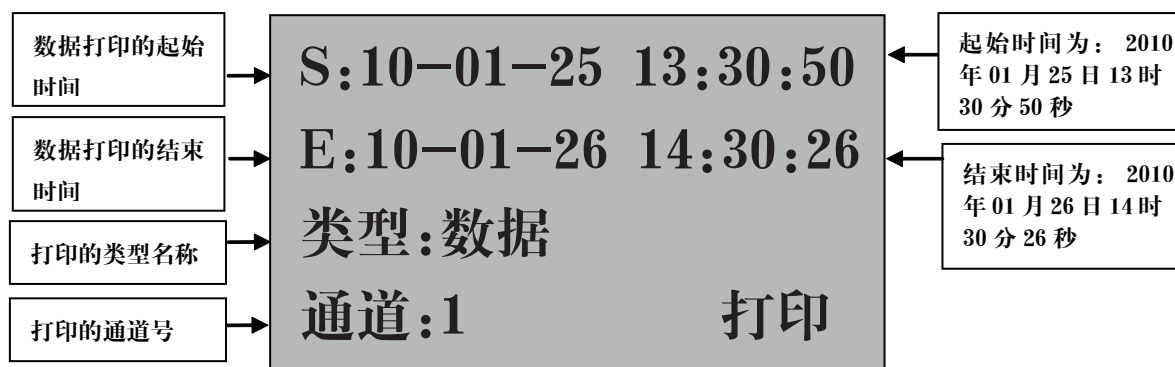 数据打印的起始
时间
数据打印的结束
时间
打印的类型名称
打印的通道号
S:10-01-25 13:30:50
E:10-01-26 14:30:26
类型:数据
通道:1 打印
起始时间为： 2010
年 01 月 25 日 13 时
30 分 50 秒
结束时间为： 2010
年 01 月 26 日 14 时
30 分 26 秒